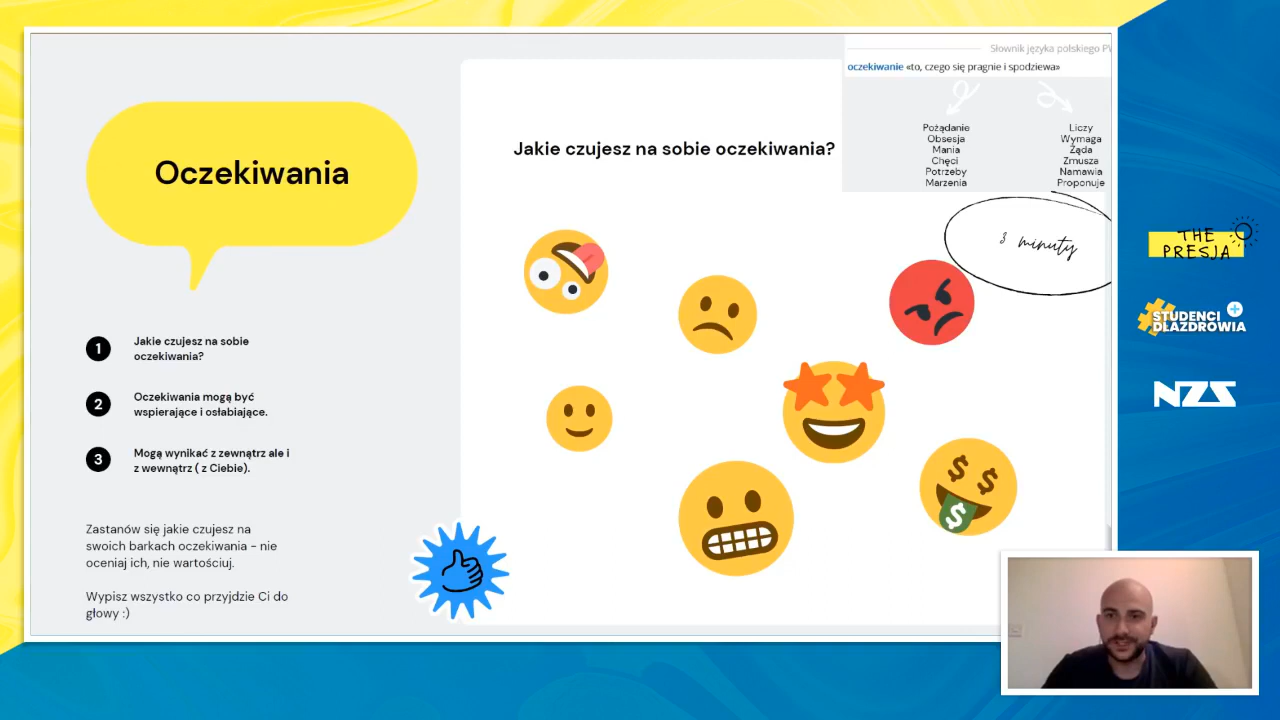 Oczekiwania
1
Jakie czujesz na sobie
oczekiwania?
2
Oczekiwania mogą być
wspierające i osłabiające.
3
Mogą wynikać z zewnątrz ale i
z wewnątrz ( z Ciebie).
Zastanów się jakie czujesz na
swoich barkach oczekiwania - nie
oceniaj ich, nie wartościuj.
Wypisz wszystko co przyjdzie Ci do
głowy :)
Jakie czujesz na sobie oczekiwania?
Słownik języka polskiego
oczekiwanie «to, czego się pragnie i spodziewa»
Pożądanie
Obsesja
Mania
Chęci
Potrzeby
Marzenia
Liczy
Wymaga
Żąda
Zmusza
Namawia
Proponuje
3 minuty
$ $
$
THE
PRESJA
#STUDENCI
DLAZDROWIA
NZS